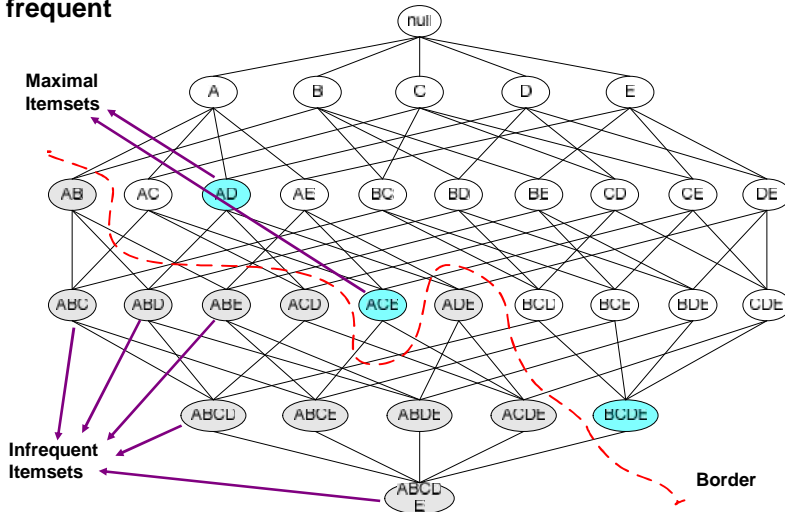 frequent
null
Maximal
Itemsets
A B C D E
AB AC AD AE BC BD BE CD CE DE
ABC ABD ABE ACD ACE ADE BCD BCE BDE CDE
ABCD ABCE ABDE ACDE BCDE
Infrequent
Itemsets
Border
ABCD
E